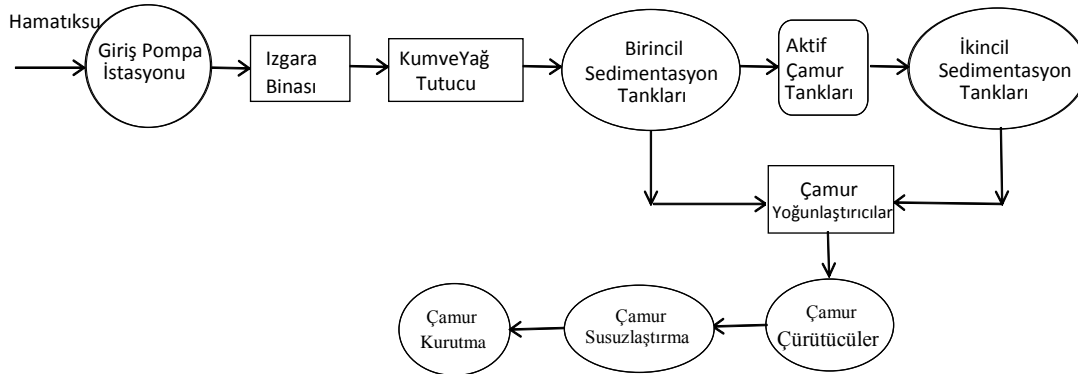 Hamatıksu
Giriş Pompa
İstasyonu
Izgara
Binası
KumveYağ
Tutucu
Birincil
Sedimentasyon
Tankları
Aktif
Çamur
Tankları
İkincil
Sedimentasyon
Tankları
Çamur
Yoğunlaştırıcılar
Çamur
Çürütücüler
Çamur
Susuzlaştırma
Çamur
Kurutma